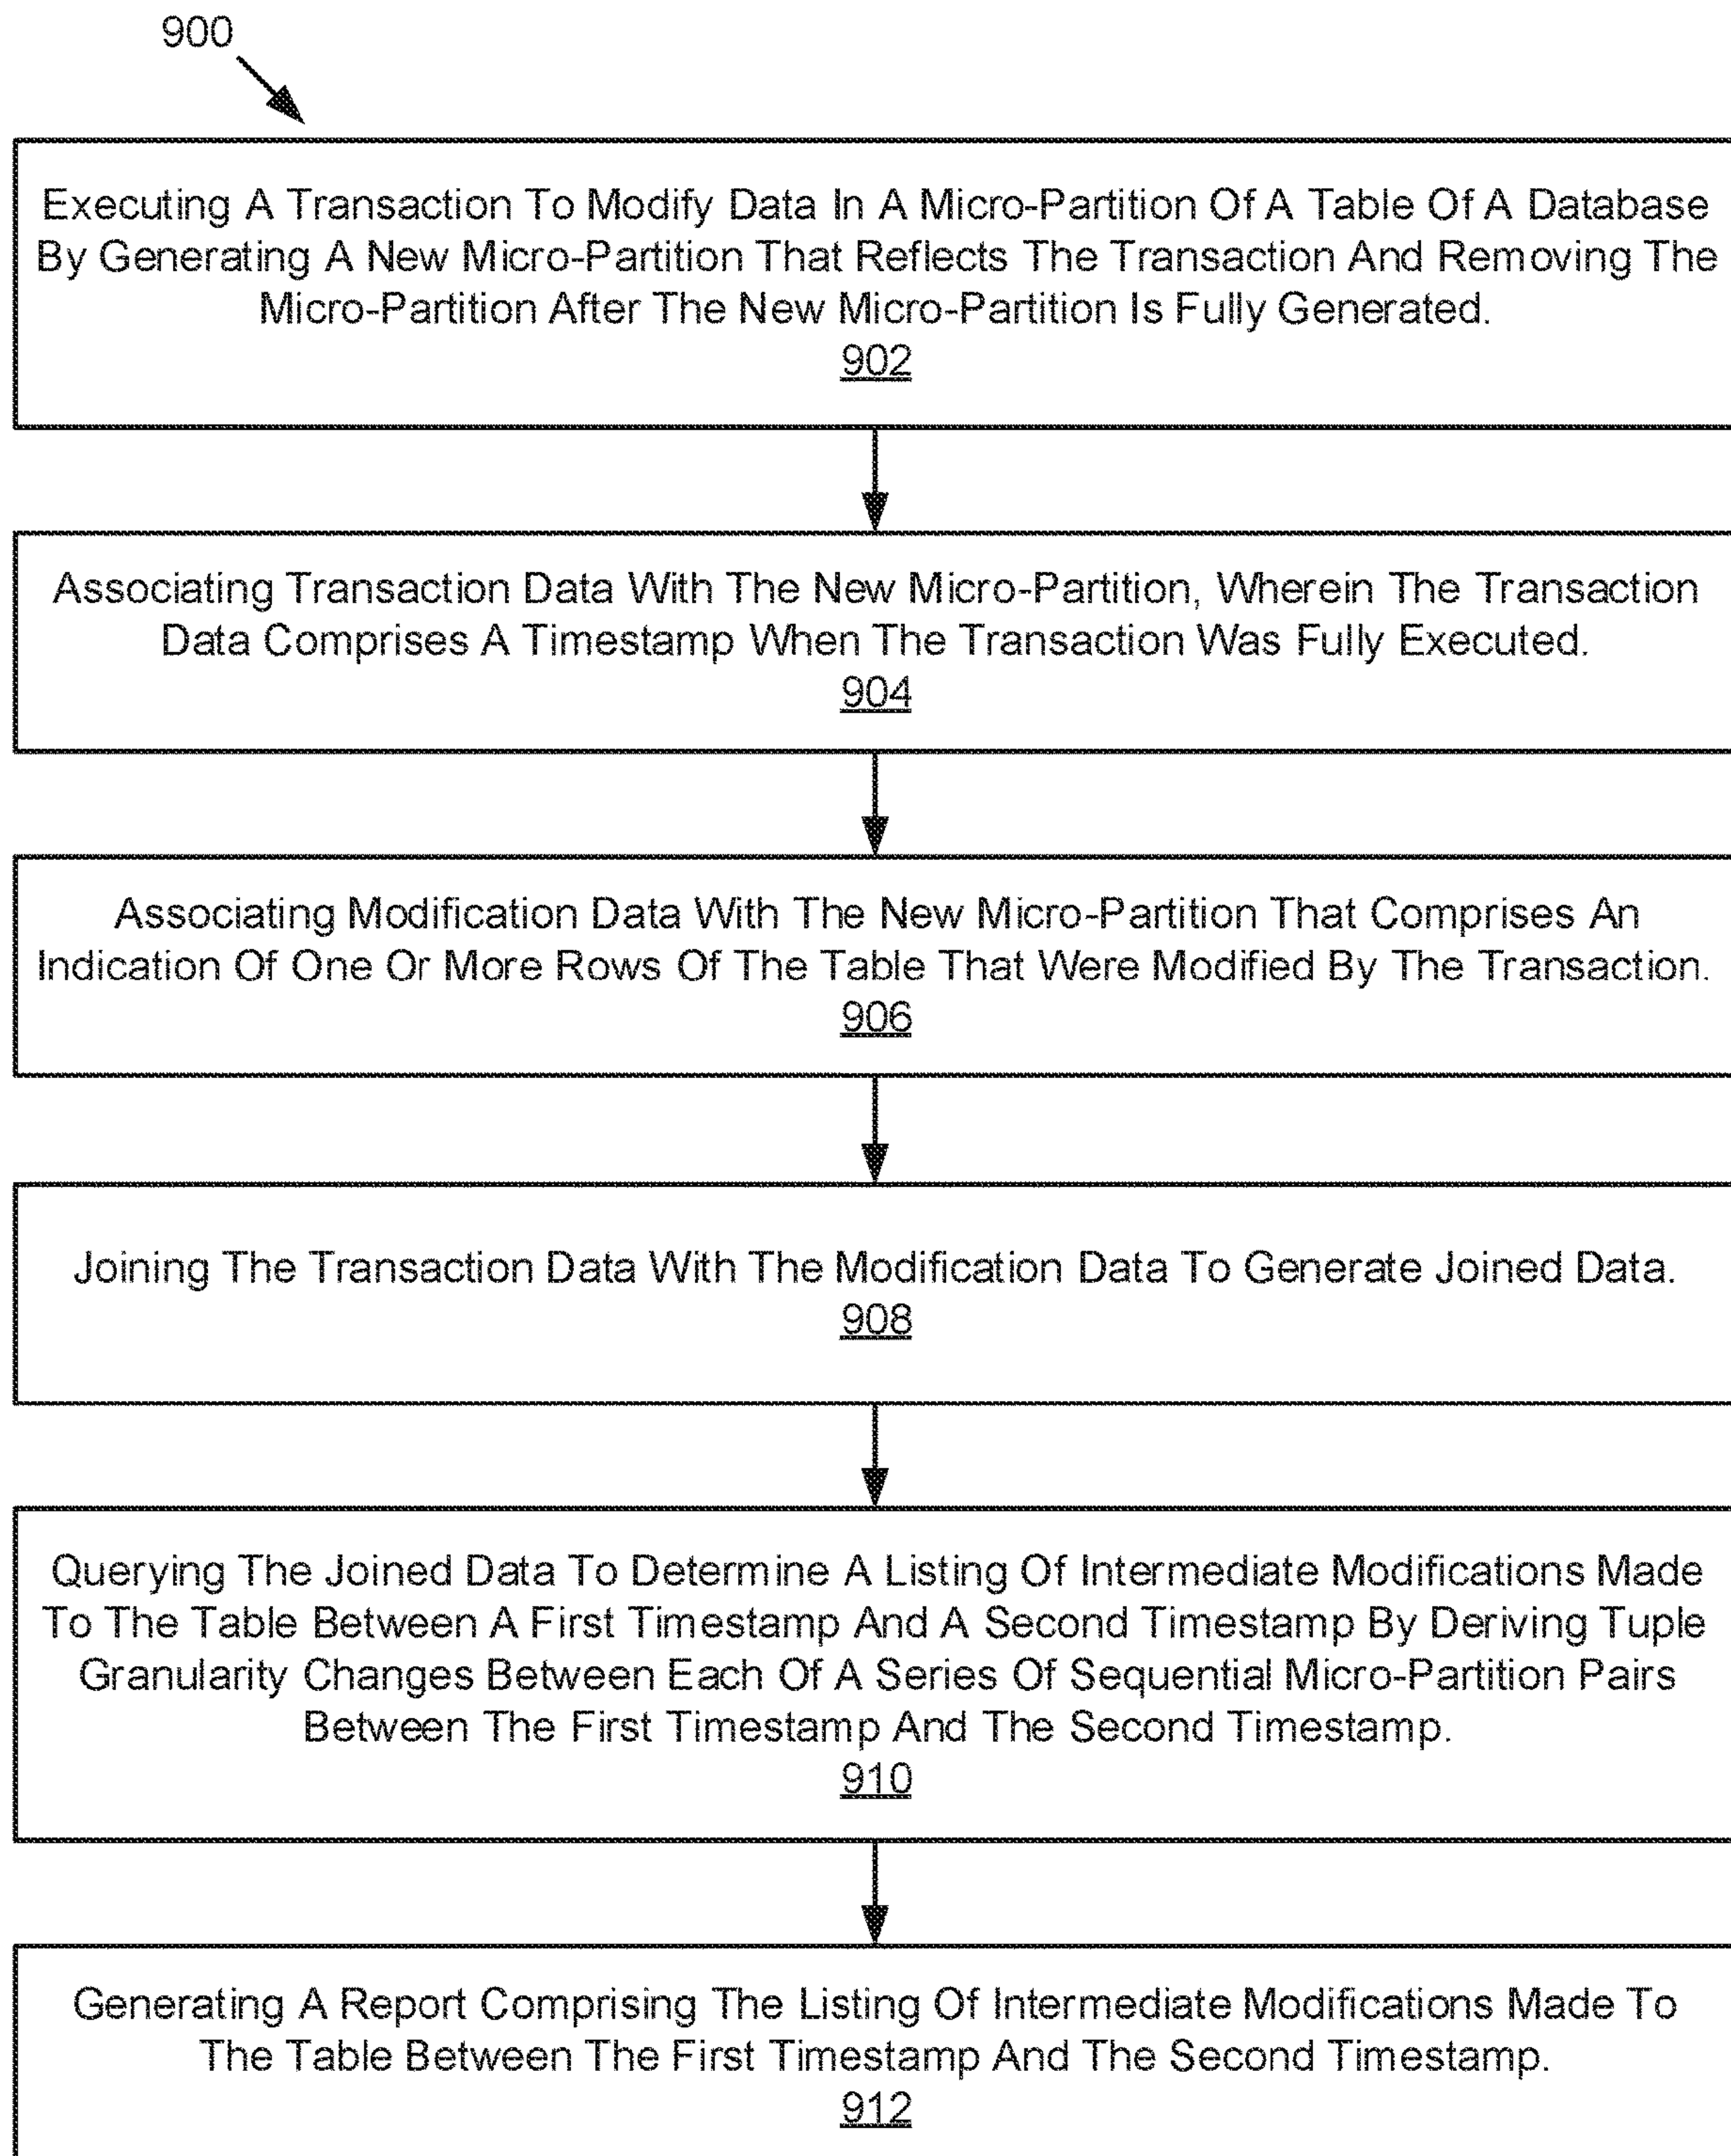 900
Executing A Transaction To Modify Data In A Micro-Partition Of A Table Of A Database
By Generating A New Micro-Partition That Reflects The Transaction And Removing The
Micro-Partition After The New Micro-Partition Is Fully Generated.
902
Associating Transaction Data With The New Micro-Partition, Wherein The Transaction
Data Comprises A Timestamp When The Transaction Was Fully Executed.
904
Associating Modification Data With The New Micro-Partition That Comprises An
Indication Of One Or More Rows Of The Table That Were Modified By The Transaction.
906
Joining The Transaction Data With The Modification Data To Generate Joined Data.
908
Querying The Joined Data To Determine A Listing Of Intermediate Modifications Made
To The Table Between A First Timestamp And A Second Timestamp By Deriving Tuple
Granularity Changes Between Each Of A Series Of Sequential Micro-Partition Pairs
Between The First Timestamp And The Second Timestamp.
910
Generating A Report Comprising The Listing Of Intermediate Modifications Made To
The Table Between The First Timestamp And The Second Timestamp.
912